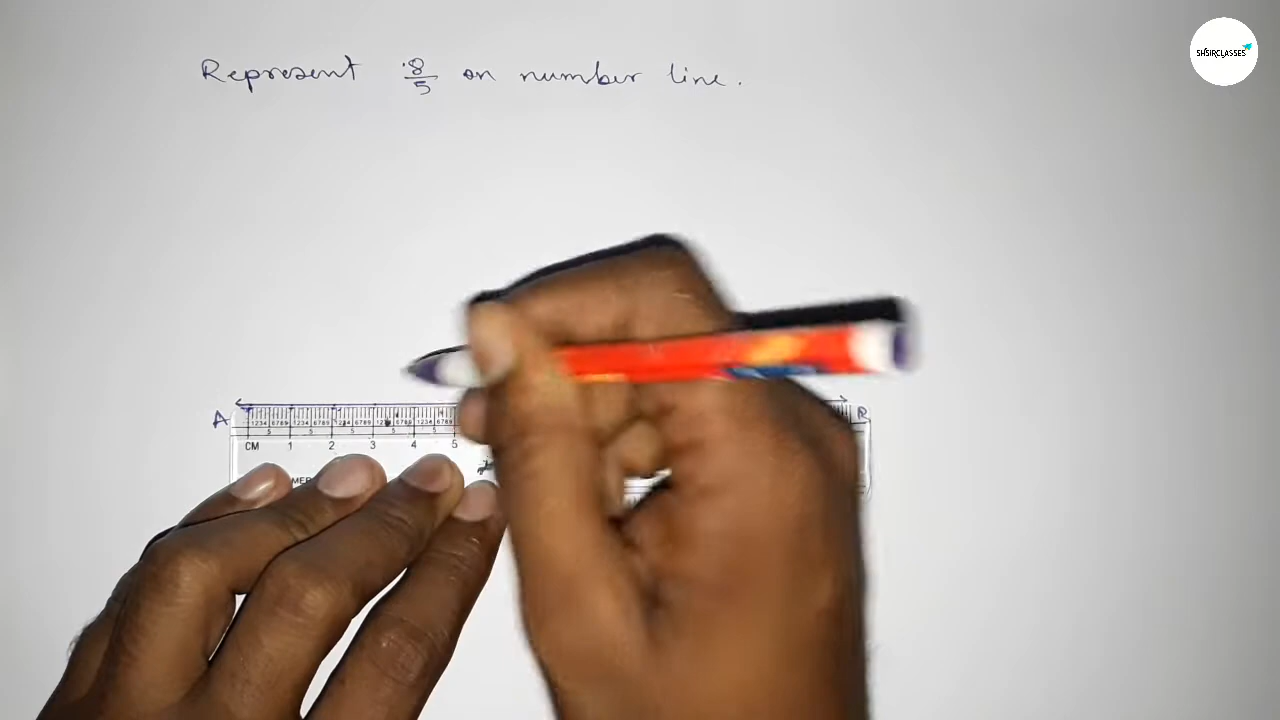 SHSIRCLASSES
Represent 8/5 on number line.
A
B
CM 1 2 3 4 5